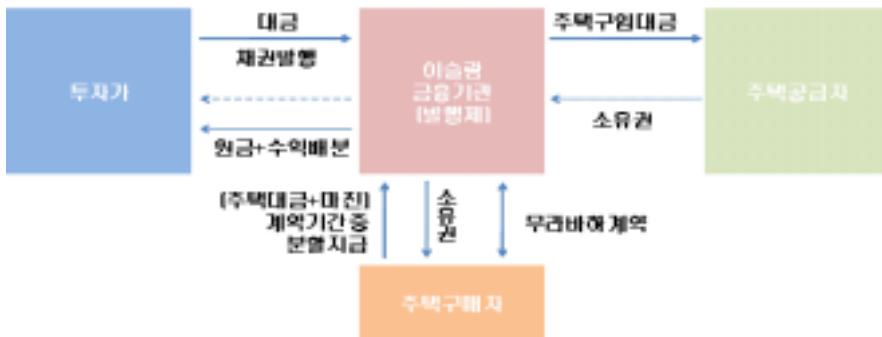 대금
주택구입대금
채권발행
투자가
이슬람
금융기관
(발행체)
주택공급자
소유권
원금+수익배분
(주택대금+마진)
계약기간 중
분할지급
소유권
무라바하계약
주택구매자